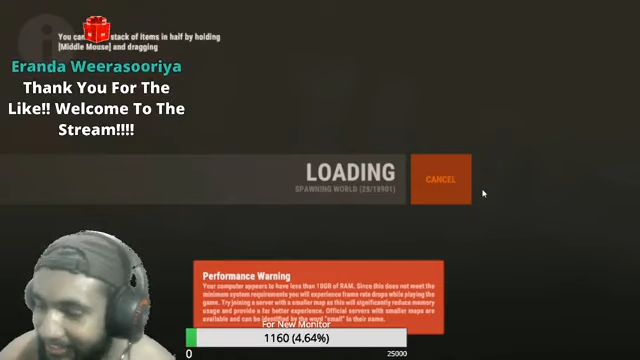 You can stack of items in half by holding
[Middle Mouse] and dragging
Eranda Weerasooriya
Thank You For The
Like!! Welcome To The
Stream!!!!
LOADING
SPAWNING WORLD (28/18901)
CANCEL
Performance Warning
Your computer appears to have less than 10GB of RAM. Since this does not meet the
minimum system requirements you will experience frame rate drops while playing the
game. Try joining a server with a smaller map as this will significantly reduce memory
usage and provide a far better experience. Official servers with smaller maps are
available and can be identified by the word "small" in their name.
For New Monitor
1160 (4.64%)
0
25000